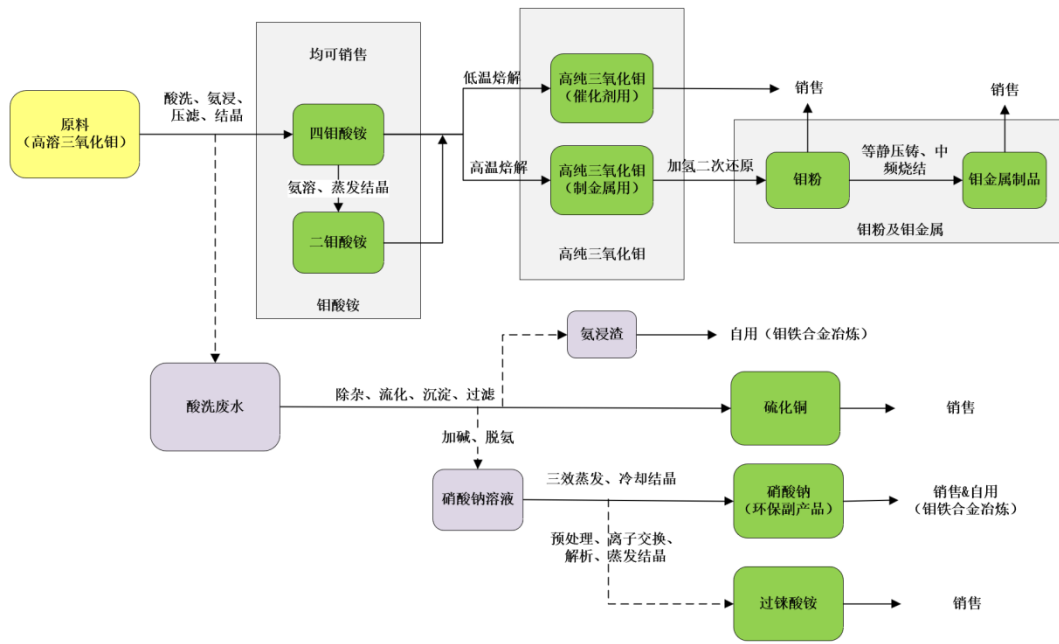 均可销售
酸洗、氨浸、
压滤、结晶
原料
（高溶三氧化钼）
四钼酸铵
氨溶、蒸发结晶
二钼酸铵
钼酸铵
低温焙解
高温焙解
高纯三氧化钼
（催化剂用）
高纯三氧化钼
（制金属用）
高纯三氧化钼
加氢二次还原
销售
销售
钼粉
等静压铸、中
频烧结
钼金属制品
钼粉及钼金属
氨浸渣
自用（钼铁合金冶炼）
酸洗废水
除杂、流化、沉淀、过滤
硫化铜
销售
加碱、脱氨
硝酸钠溶液
三效蒸发、冷却结晶
硝酸钠
（环保副产品）
销售&自用
（钼铁合金冶炼）
预处理、离子交换、
解析、蒸发结晶
过铼酸铵
销售